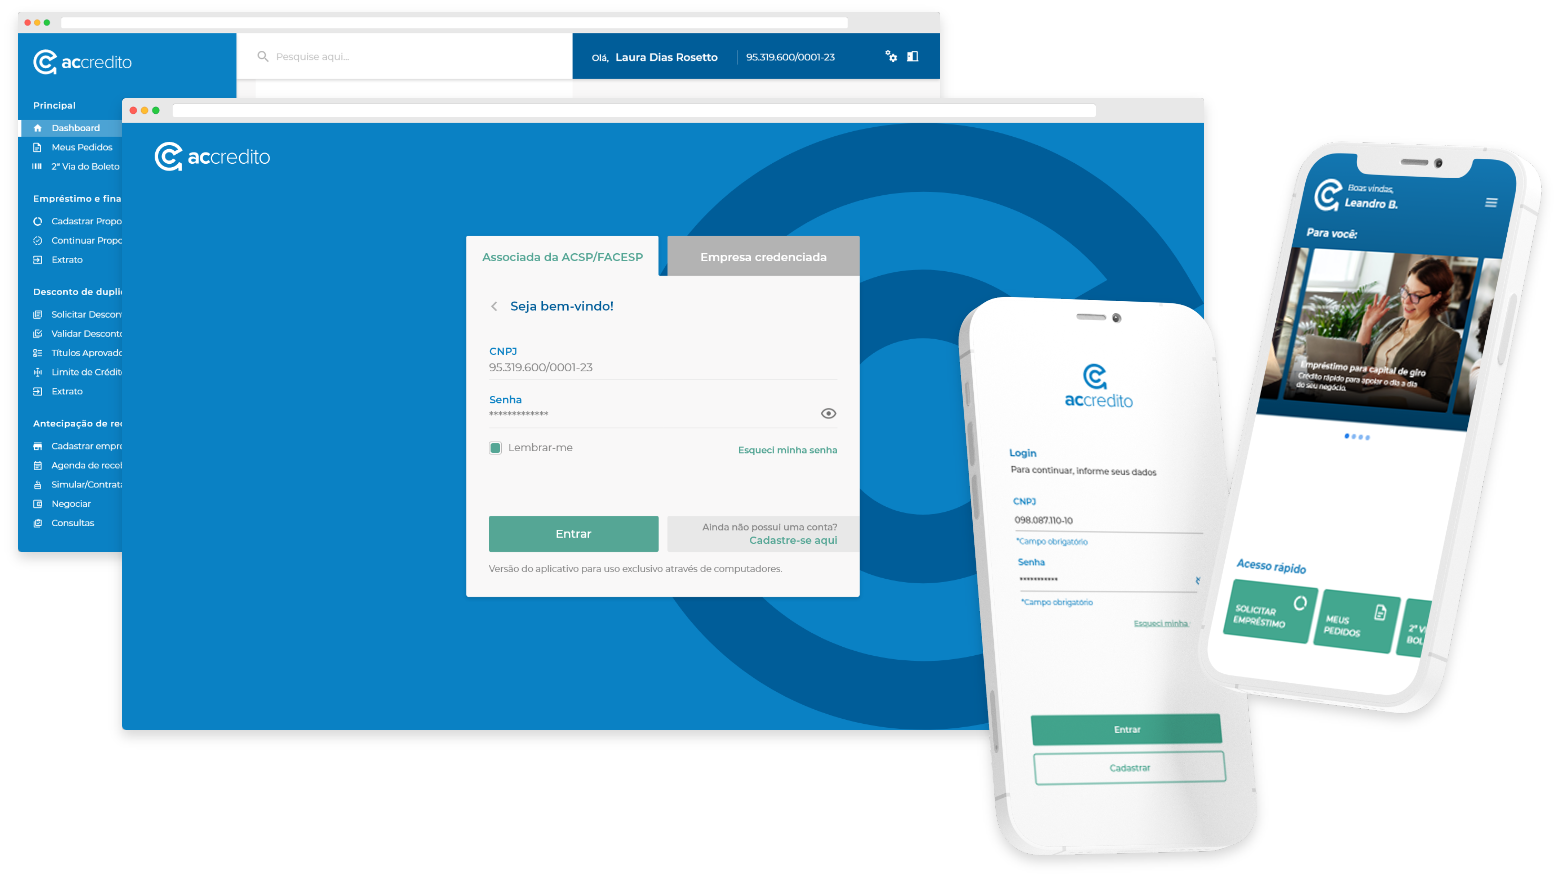 accredito
Pesquise aqui...
Olá, Laura Dias Rosetto
95.319.600/0001-23
Principal
Dashboard
Meus Pedidos
2ª Via do Boleto
Empréstimo e fina
Cadastrar Propo
Continuar Propo
Extrato
Desconto de dupli
Solicitar Descon
Validar Desconto
Títulos Aprovado
Limite de Crédit
Extrato
Antecipação de re
Cadastrar empre
Agenda de recel
Simular/Contrata
Negociar
Consultas
accredito
Associada da ACSP/FACESP
Empresa credenciada
Seja bem-vindo!
CNPJ
95.319.600/0001-23
Senha
*************
Lembrar-me
Esqueci minha senha
Entrar
Ainda não possui uma conta?
Cadastre-se aqui
Versão do aplicativo para uso exclusivo através de computadores.
accredito
Login
Para continuar, informe seus dados
CNPJ
098.087.110-10
*Campo obrigatório
Senha
***********
*Campo obrigatório
Esqueci minha
Entrar
Cadastrar
Boas vindas,
Leandro B.
Para você:
Empréstimo para capital de giro
Crédito rápido para apoiar o dia a dia
do seu negócio.
Acesso rápido
SOLICITAR
EMPRÉSTIMO
MEUS
PEDIDOS
2ª V
BOL